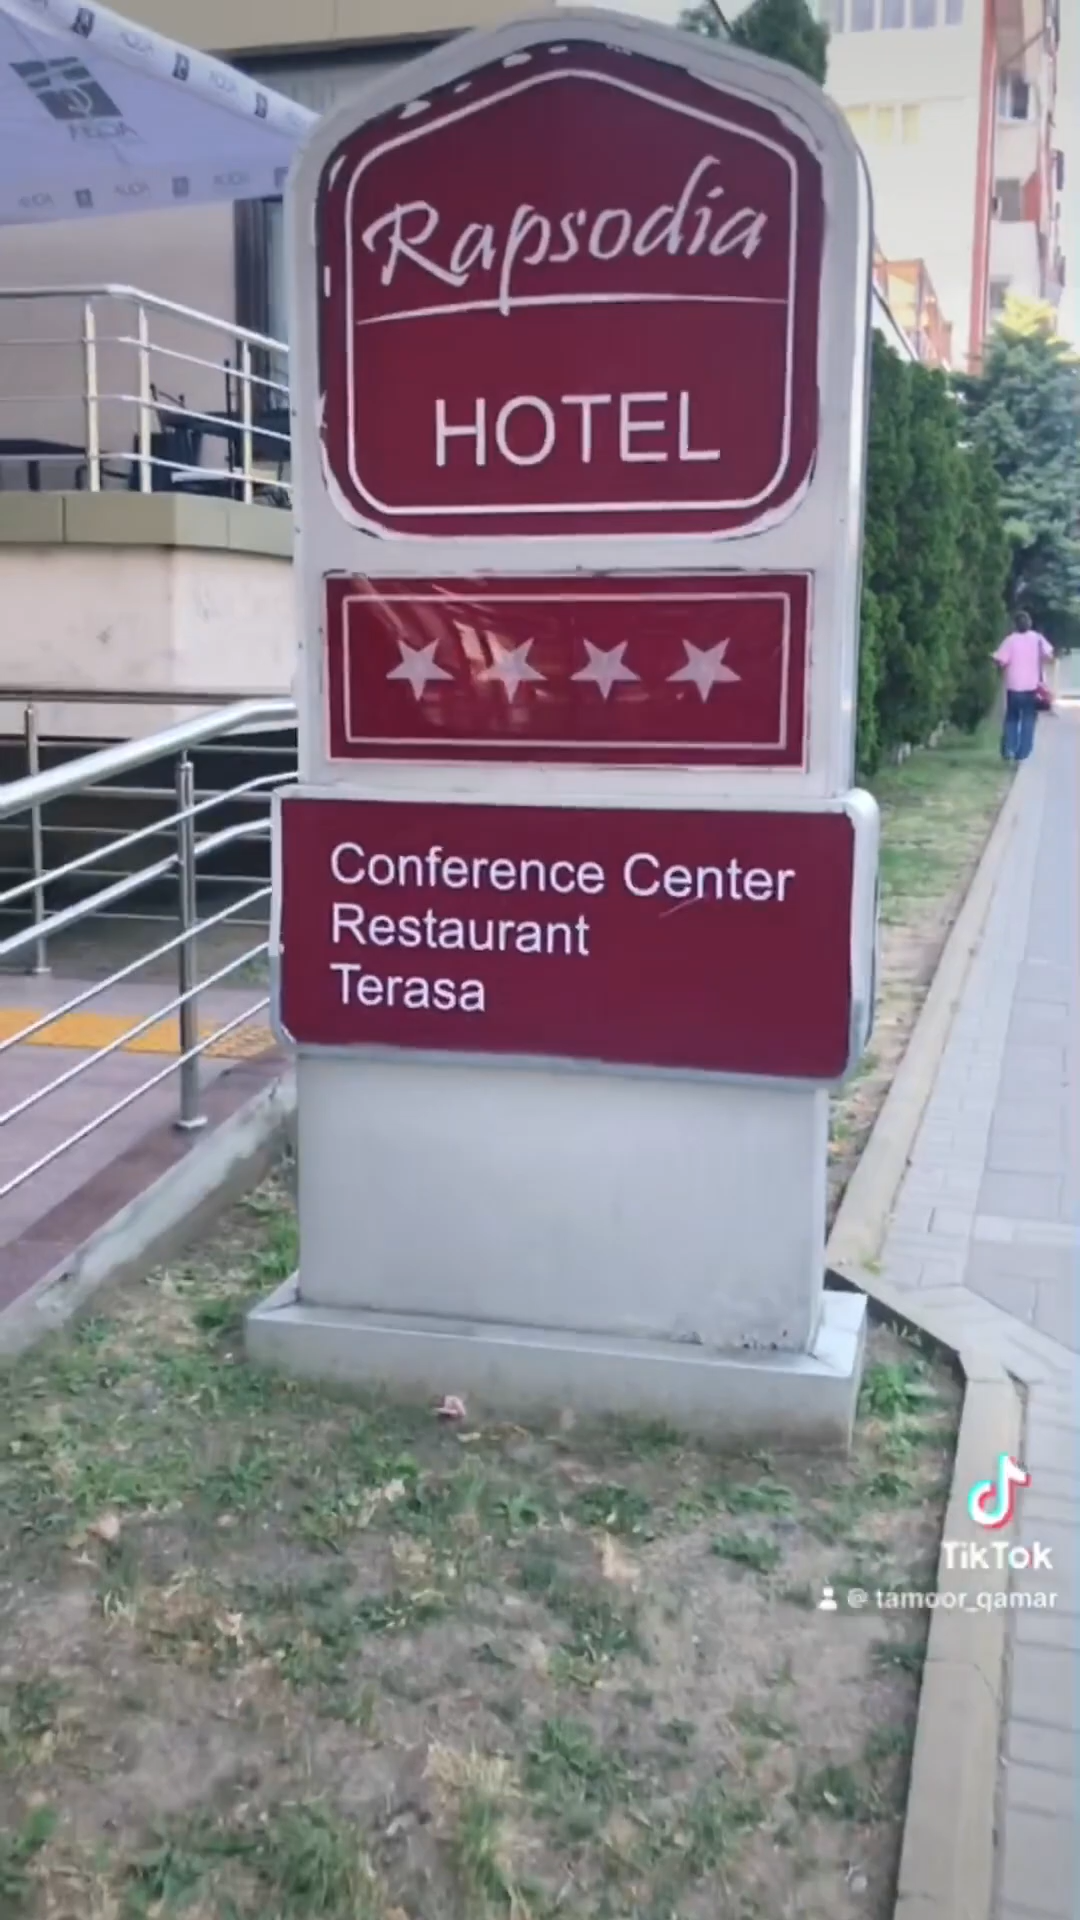 Rapsodia
HOTEL
Conference Center
Restaurant
Terasa
TikTok
@ tamoor_qamar